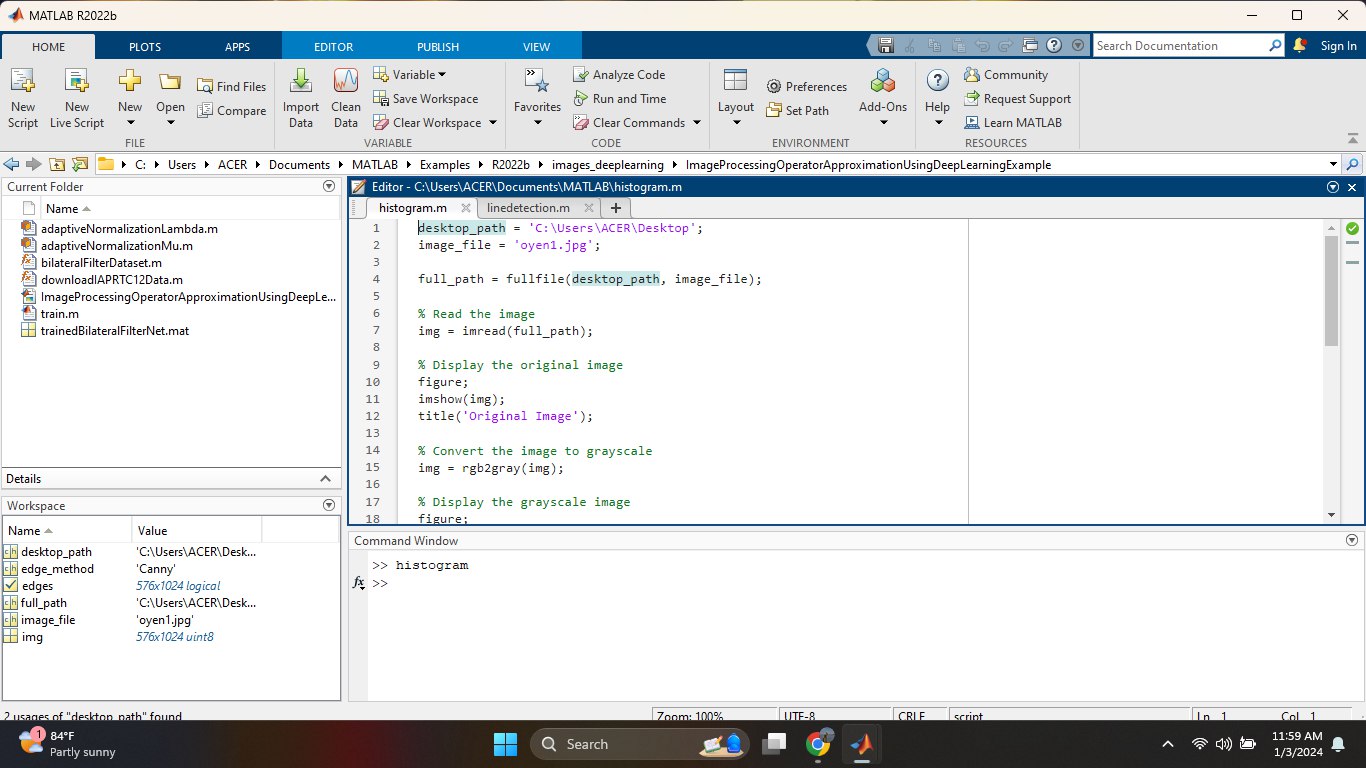 MATLAB R2022b
HOME PLOTS APPS EDITOR PUBLISH VIEW Search Documentation Sign In
New Script New Live Script New Open Find Files Compare FILE
Import Data Clean Data Variable Save Workspace Clear Workspace VARIABLE
Favorites Analyze Code Run and Time Clear Commands CODE
Layout Preferences Set Path Add-Ons ENVIRONMENT
Help Community Request Support Learn MATLAB RESOURCES
C: Users ACER Documents MATLAB Examples R2022b images_deeplearning ImageProcessingOperatorApproximationUsingDeepLearningExample
Current Folder
Name
adaptiveNormalizationLambda.m
adaptiveNormalizationMu.m
bilateralFilterDataset.m
downloadIAPRTC12Data.m
ImageProcessingOperatorApproximationUsingDeepLe...
train.m
trainedBilateralFilterNet.mat
Details
Workspace
Name Value
desktop_path 'C:\Users\ACER\Desk...
edge_method 'Canny'
edges 576x1024 logical
full_path 'C:\Users\ACER\Desk...
image_file 'oyen1.jpg'
img 576x1024 uint8
Editor - C:\Users\ACER\Documents\MATLAB\histogram.m
histogram.m linedetection.m +
1 desktop_path = 'C:\Users\ACER\Desktop';
2 image_file = 'oyen1.jpg';
3
4 full_path = fullfile(desktop_path, image_file);
5
6 % Read the image
7 img = imread(full_path);
8
9 % Display the original image
10 figure;
11 imshow(img);
12 title('Original Image');
13
14 % Convert the image to grayscale
15 img = rgb2gray(img);
16
17 % Display the grayscale image
18 figure;
Command Window
>> histogram
fx >>
2 usages of "desktop_path" found Zoom: 100% UTF-8 CRLF script Ln 1 Col 1
1 84°F
Partly sunny
Search
11:59 AM
1/3/2024